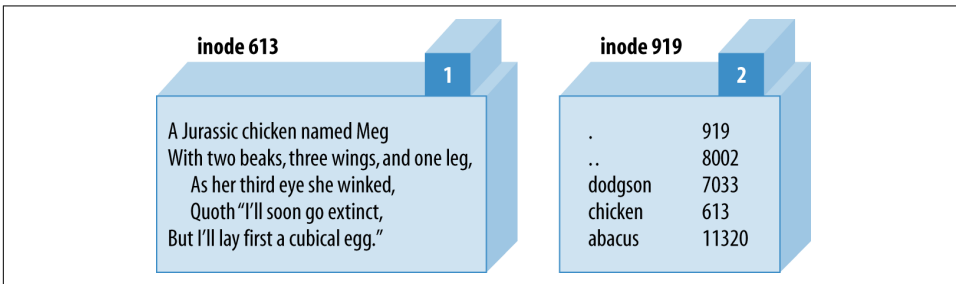 inode 613
1
A Jurassic chicken named Meg
With two beaks, three wings, and one leg,
As her third eye she winked,
Quoth “I’ll soon go extinct,
But I’ll lay first a cubical egg.”
inode 919
2
. 919
.. 8002
dodgson 7033
chicken 613
abacus 11320